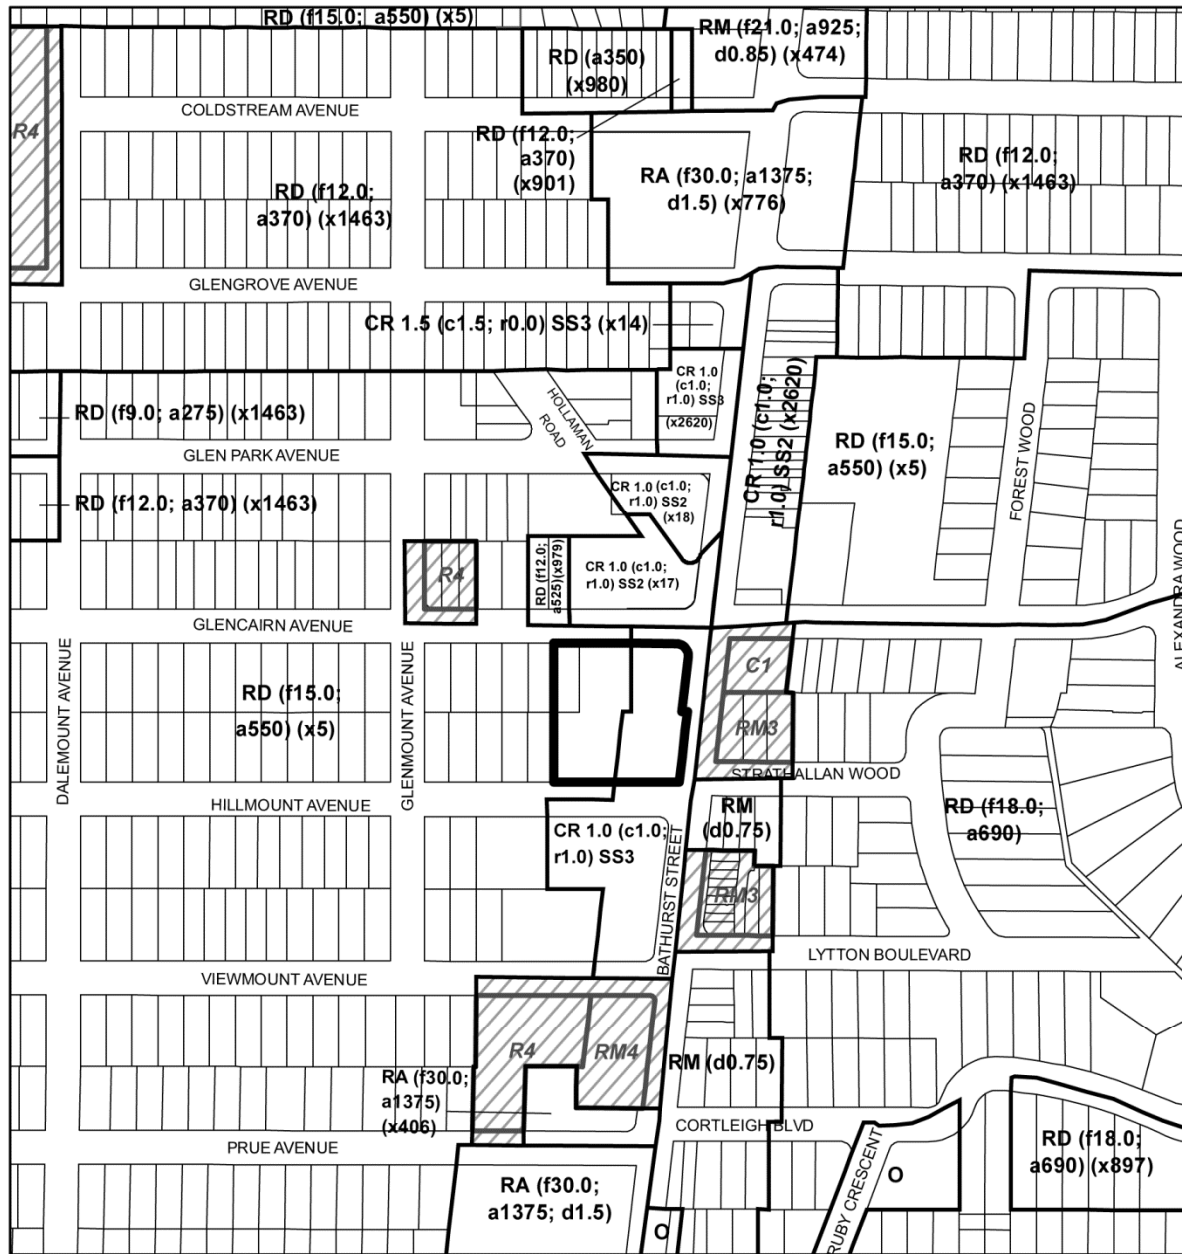 RD (f15.0; a550) (x5)
RM (f21.0; a925;
d0.85) (x474)
RD (a350)
(x980)
COLDSTREAM AVENUE
R4
RD (f12.0;
a370)
(x901)
RD (f12.0;
a370) (x1463)
RA (f30.0; a1375;
d1.5) (x776)
RD (f12.0;
a370) (x1463)
GLENGROVE AVENUE
CR 1.5 (c1.5; r0.0) SS3 (x14)
CR 1.0
(c1.0;
r1.0) SS3
(x2620)
CR 1.0 (c1.0;
r1.0) SS2 (x2620)
HOLLAMAN
ROAD
RD (f9.0; a275) (x1463)
GLEN PARK AVENUE
RD (f15.0;
a550) (x5)
FOREST WOOD
RD (f12.0; a370) (x1463)
CR 1.0 (c1.0;
r1.0) SS2
(x18)
ALEXANDRA WOOD
R4
RD (f12.0;
a525)(x979)
CR 1.0 (c1.0;
r1.0) SS2 (x17)
GLENCAIRN AVENUE
DALEMOUNT AVENUE
GLENMOUNT AVENUE
C1
RD (f15.0;
a550) (x5)
RM3
STRATHALLAN WOOD
HILLMOUNT AVENUE
RM
(d0.75)
RD (f18.0;
a690)
CR 1.0 (c1.0;
r1.0) SS3
BATHURST STREET
RM3
LYTTON BOULEVARD
VIEWMOUNT AVENUE
R4
RM4
RM (d0.75)
RA (f30.0;
a1375)
(x406)
CORTLEIGH BLVD
PRUE AVENUE
RUBY CRESCENT
O
RD (f18.0;
a690) (x897)
RA (f30.0;
a1375; d1.5)
O